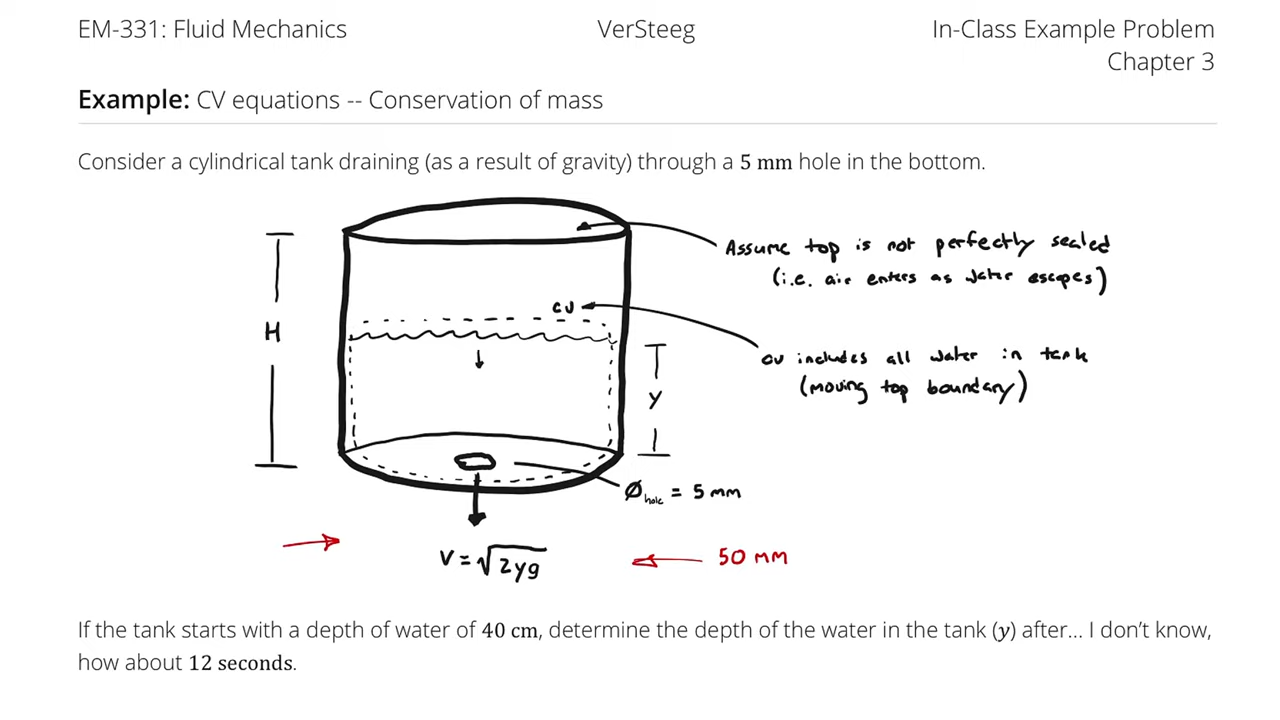 EM-331: Fluid Mechanics VerSteeg In-Class Example Problem
Chapter 3
Example: CV equations -- Conservation of mass
Consider a cylindrical tank draining (as a result of gravity) through a 5 mm hole in the bottom.
Assume top is not perfectly sealed
(i.e. air enters as water escapes)
CV
H
CV includes all water in tank
(moving top boundary)
y
Ø hole = 5 mm
V = √2yg
50 mm
If the tank starts with a depth of water of 40 cm, determine the depth of the water in the tank (y) after... I don't know,
how about 12 seconds.